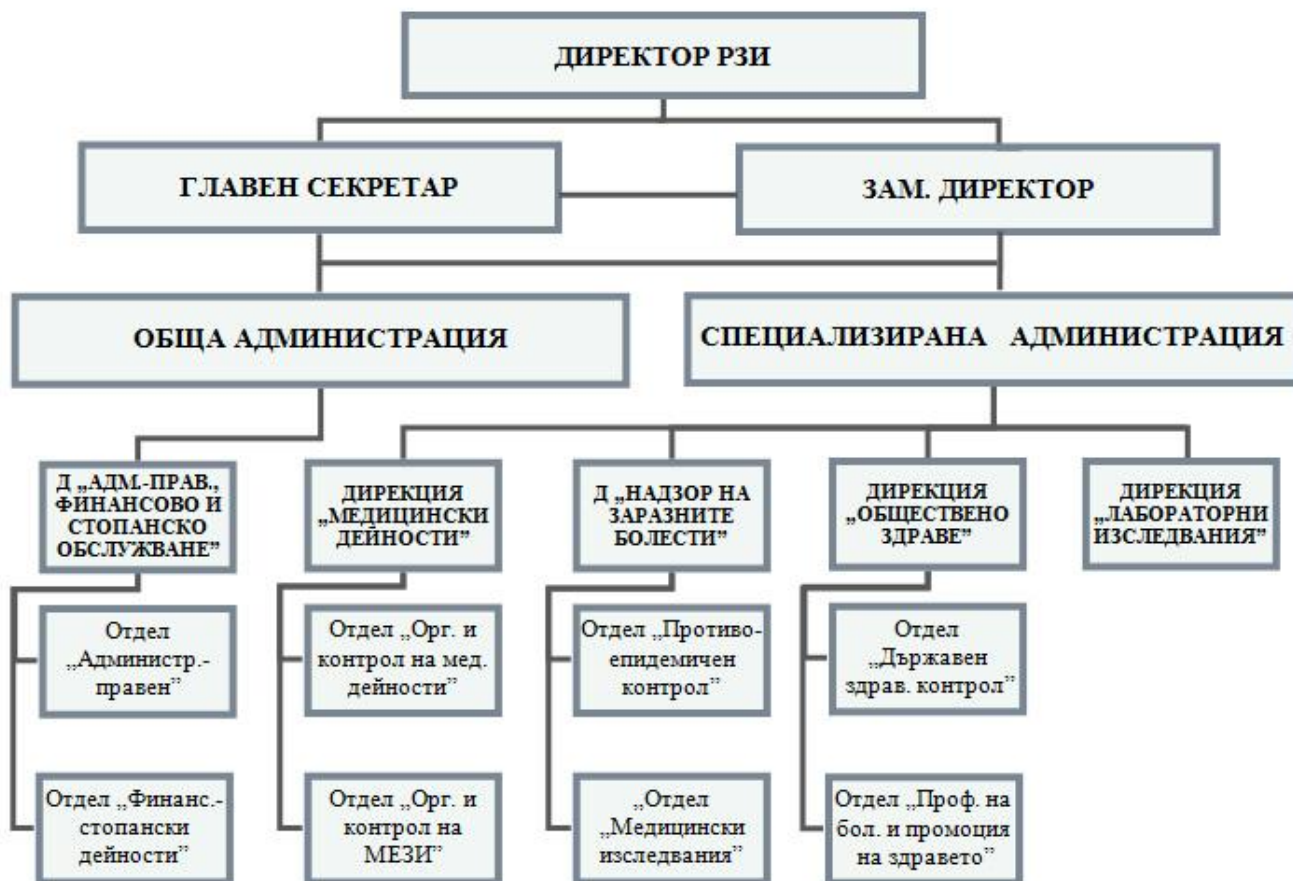 ДИРЕКТОР РЗИ
ГЛАВЕН СЕКРЕТАР
ЗАМ. ДИРЕКТОР
ОБЩА АДМИНИСТРАЦИЯ
СПЕЦИАЛИЗИРАНА АДМИНИСТРАЦИЯ
Д „АДМ.-ПРАВ.,
ФИНАНСОВО И
СТОПАНСКО
ОБСЛУЖВАНЕ”
ДИРЕКЦИЯ
„МЕДИЦИНСКИ
ДЕЙНОСТИ”
Д „НАДЗОР НА
ЗАРАЗНИТЕ
БОЛЕСТИ”
ДИРЕКЦИЯ
„ОБЩЕСТВЕНО
ЗДРАВЕ”
ДИРЕКЦИЯ
„ЛАБОРАТОРНИ
ИЗСЛЕДВАНИЯ”
Отдел
„Администр.-
правен”
Отдел „Орг. и
контрол на мед.
дейности”
Отдел „Противо-
епидемичен
контрол”
Отдел
„Държавен
здрав. контрол”
Отдел „Финанс.-
стопански
дейности”
Отдел „Орг. и
контрол на
МЕЗИ”
„Отдел
„Медицински
изследвания”
Отдел „Проф. на
бол. и промоция
на здравето”